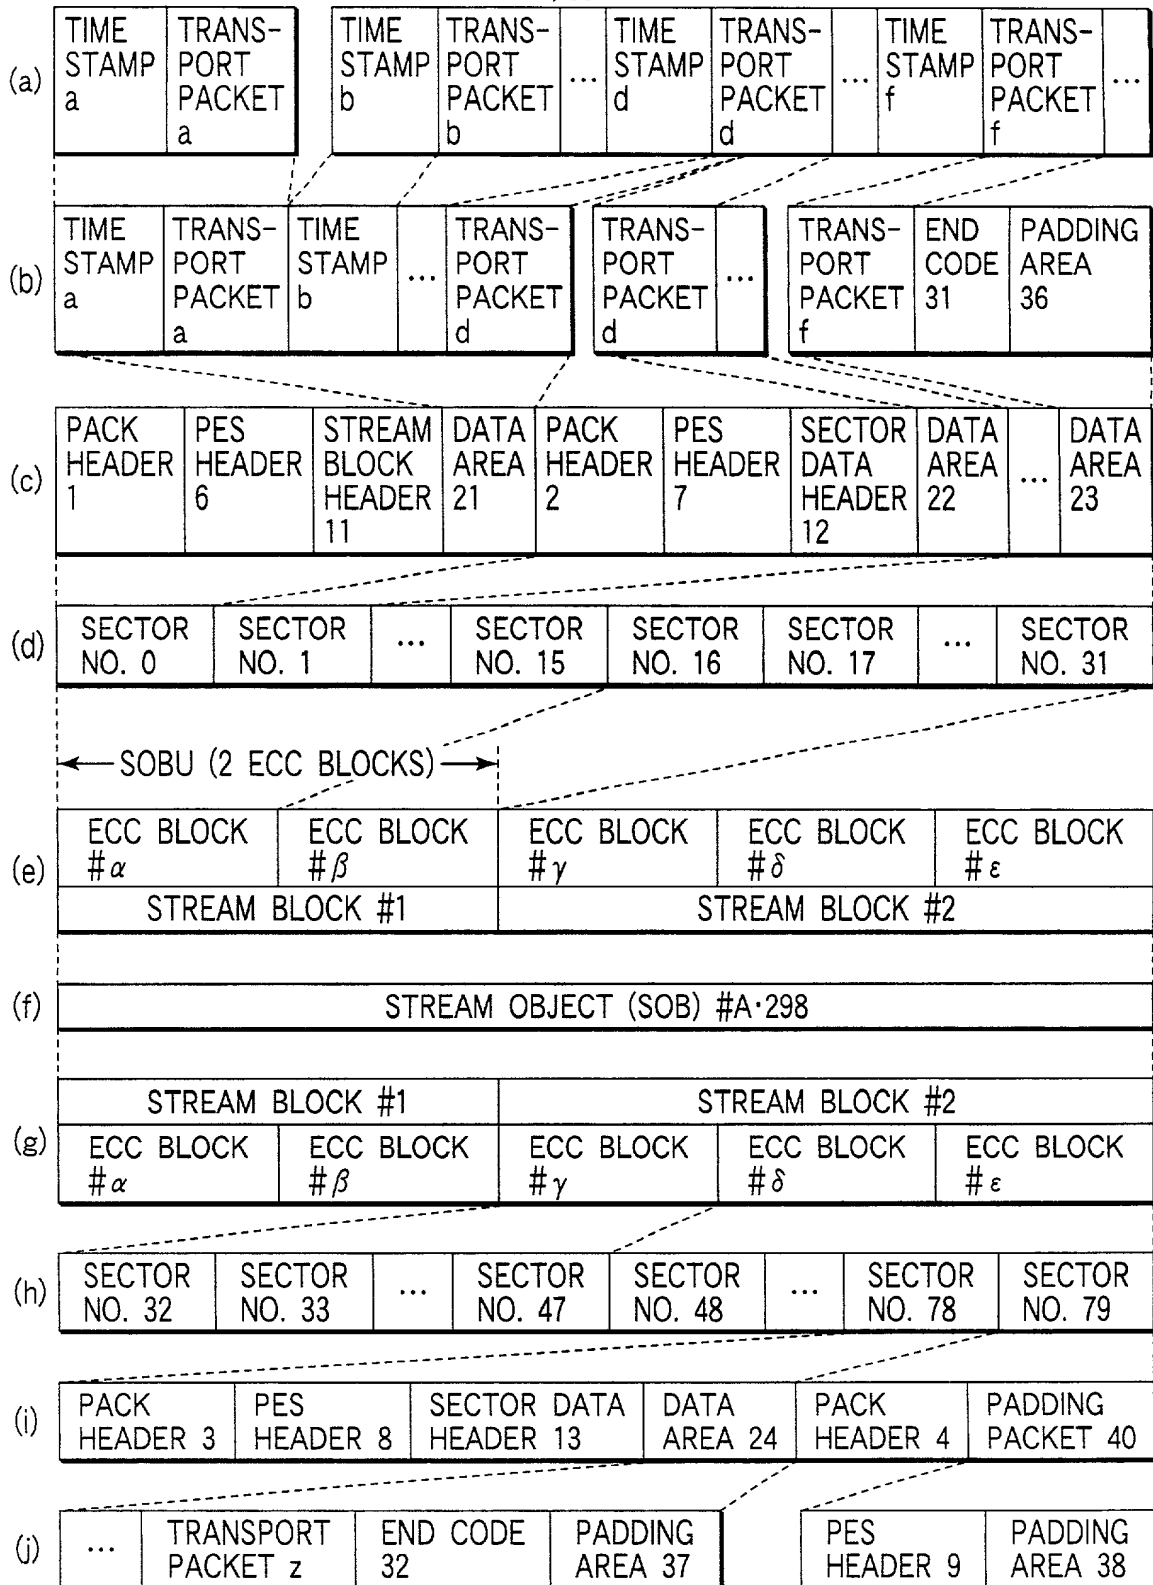 (a)
TIME STAMP a
TRANS-PORT PACKET a
TIME STAMP b
TRANS-PORT PACKET b
...
TIME STAMP d
TRANS-PORT PACKET d
...
TIME STAMP f
TRANS-PORT PACKET f
...
(b)
TIME STAMP a
TRANS-PORT PACKET a
TIME STAMP b
...
TRANS-PORT PACKET d
TRANS-PORT PACKET d
...
TRANS-PORT PACKET f
END CODE 31
PADDING AREA 36
(c)
PACK HEADER 1
PES HEADER 6
STREAM BLOCK HEADER 11
DATA AREA 21
PACK HEADER 2
PES HEADER 7
SECTOR DATA HEADER 12
DATA AREA 22
...
DATA AREA 23
(d)
SECTOR NO. 0
SECTOR NO. 1
...
SECTOR NO. 15
SECTOR NO. 16
SECTOR NO. 17
...
SECTOR NO. 31
SOBU (2 ECC BLOCKS)
(e)
ECC BLOCK #α
ECC BLOCK #β
ECC BLOCK #γ
ECC BLOCK #δ
ECC BLOCK #ε
STREAM BLOCK #1
STREAM BLOCK #2
(f)
STREAM OBJECT (SOB) #A·298
(g)
STREAM BLOCK #1
STREAM BLOCK #2
ECC BLOCK #α
ECC BLOCK #β
ECC BLOCK #γ
ECC BLOCK #δ
ECC BLOCK #ε
(h)
SECTOR NO. 32
SECTOR NO. 33
...
SECTOR NO. 47
SECTOR NO. 48
...
SECTOR NO. 78
SECTOR NO. 79
(i)
PACK HEADER 3
PES HEADER 8
SECTOR DATA HEADER 13
DATA AREA 24
PACK HEADER 4
PADDING PACKET 40
(j)
...
TRANSPORT PACKET z
END CODE 32
PADDING AREA 37
PES HEADER 9
PADDING AREA 38